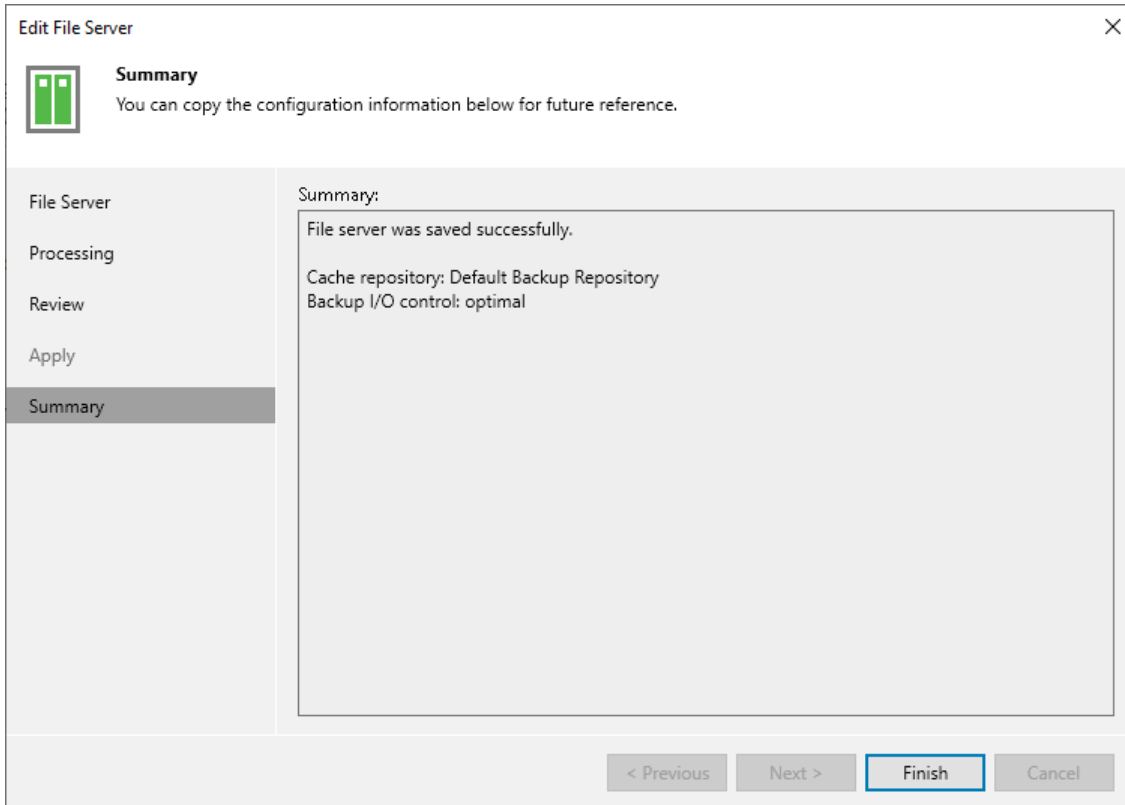 Edit File Server
Summary
You can copy the configuration information below for future reference.
File Server
Processing
Review
Apply
Summary
Summary:
File server was saved successfully.
Cache repository: Default Backup Repository
Backup I/O control: optimal
< Previous
Next >
Finish
Cancel